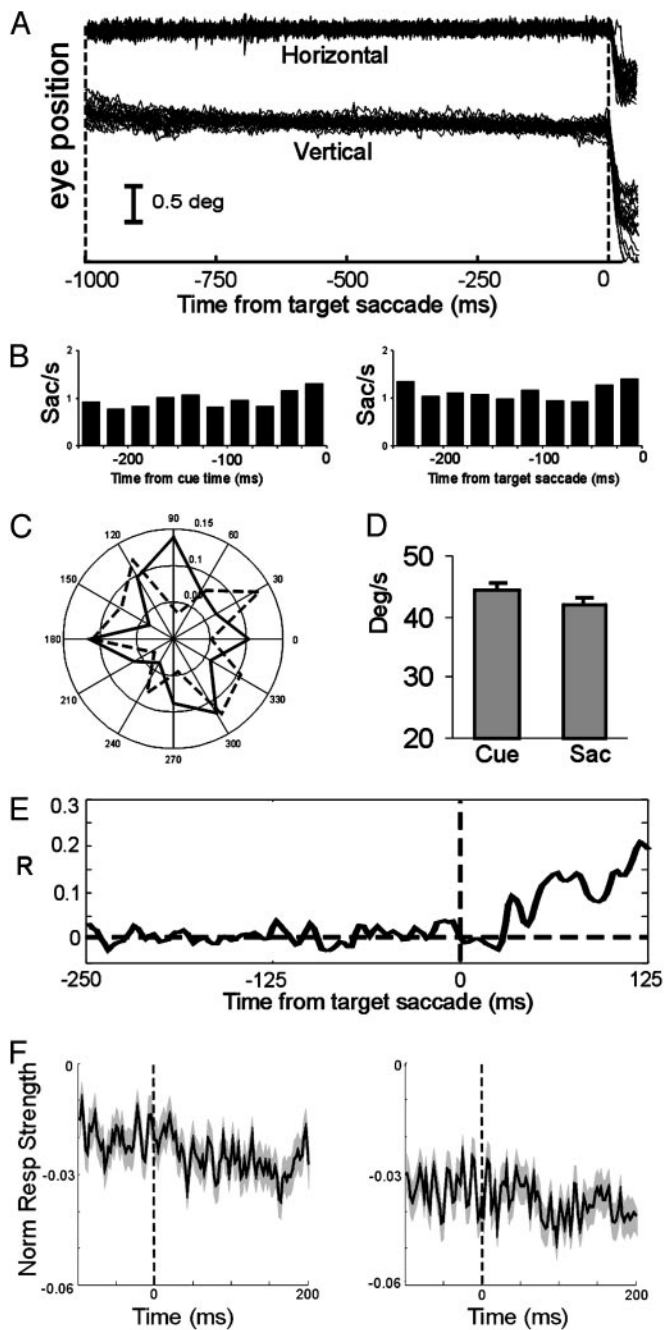 A
eye position
Horizontal
Vertical
0.5 deg
-1000 -750 -500 -250 0
Time from target saccade (ms)
B
Sac/s
2
1
0
-200 -100 0
Time from cue time (ms)
Sac/s
2
1
0
-200 -100 0
Time from target saccade (ms)
C
90
120 0.15 60
150 0.1 30
180 0
210 330
240 300
270
D
Deg/s
50
40
30
20
Cue Sac
E
R
0.3
0.2
0.1
0
-250 -125 0 125
Time from target saccade (ms)
F
Norm Resp Strength
0
-0.03
-0.06
0 200
Time (ms)
0
-0.03
-0.06
0 200
Time (ms)